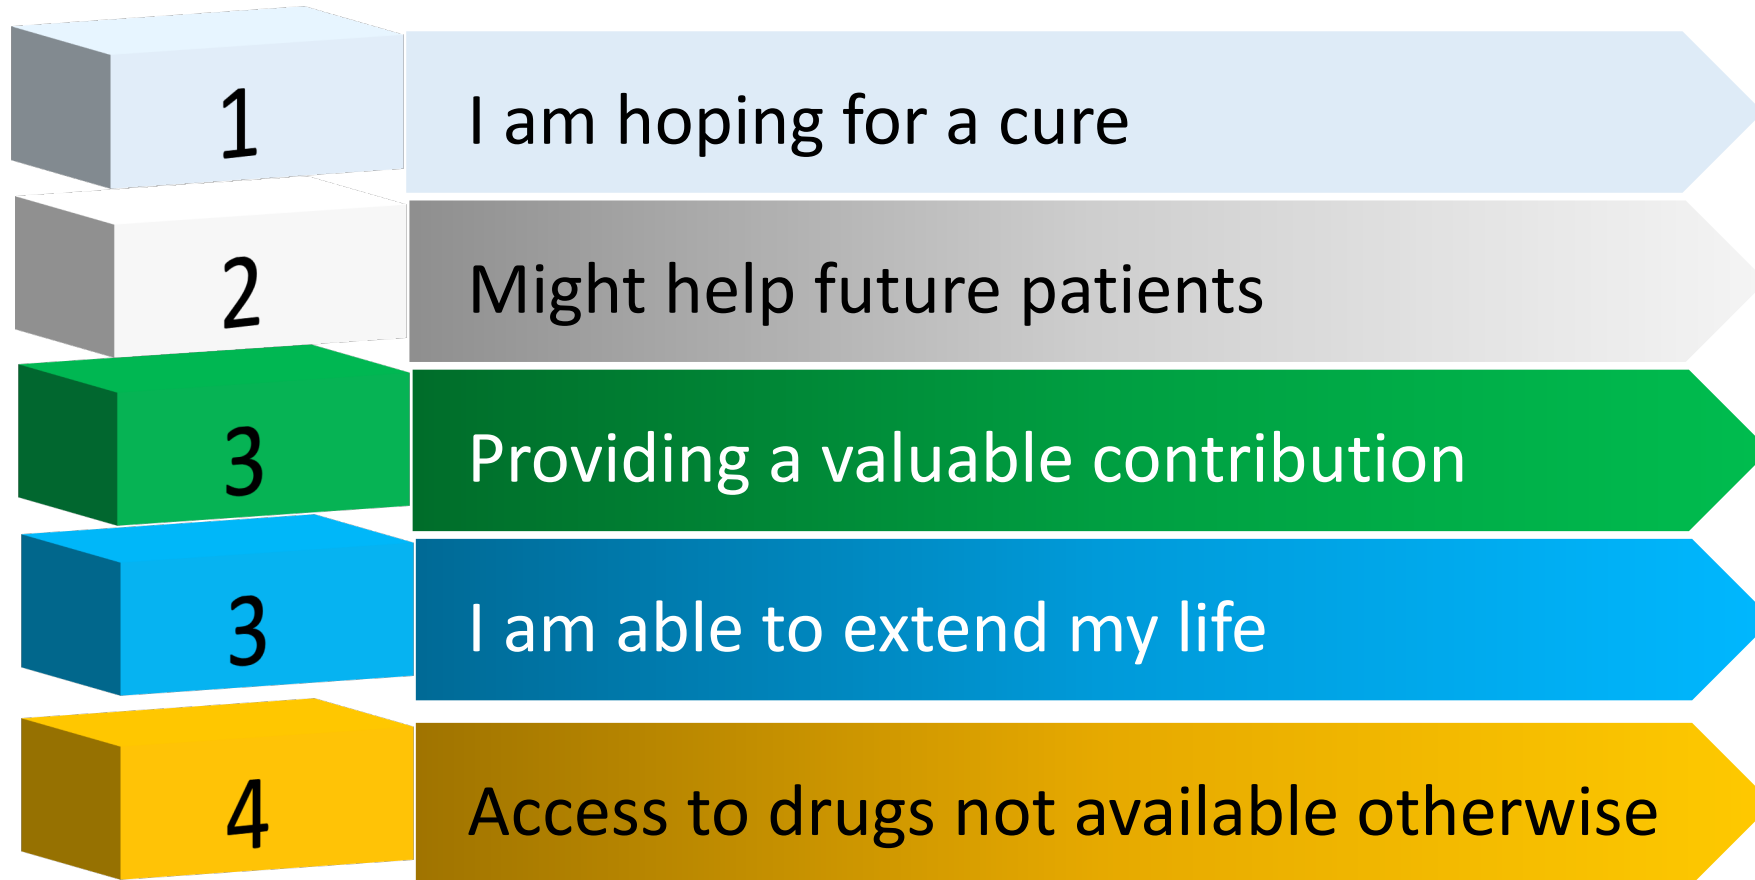 1 I am hoping for a cure
2 Might help future patients
3 Providing a valuable contribution
3 I am able to extend my life
4 Access to drugs not available otherwise